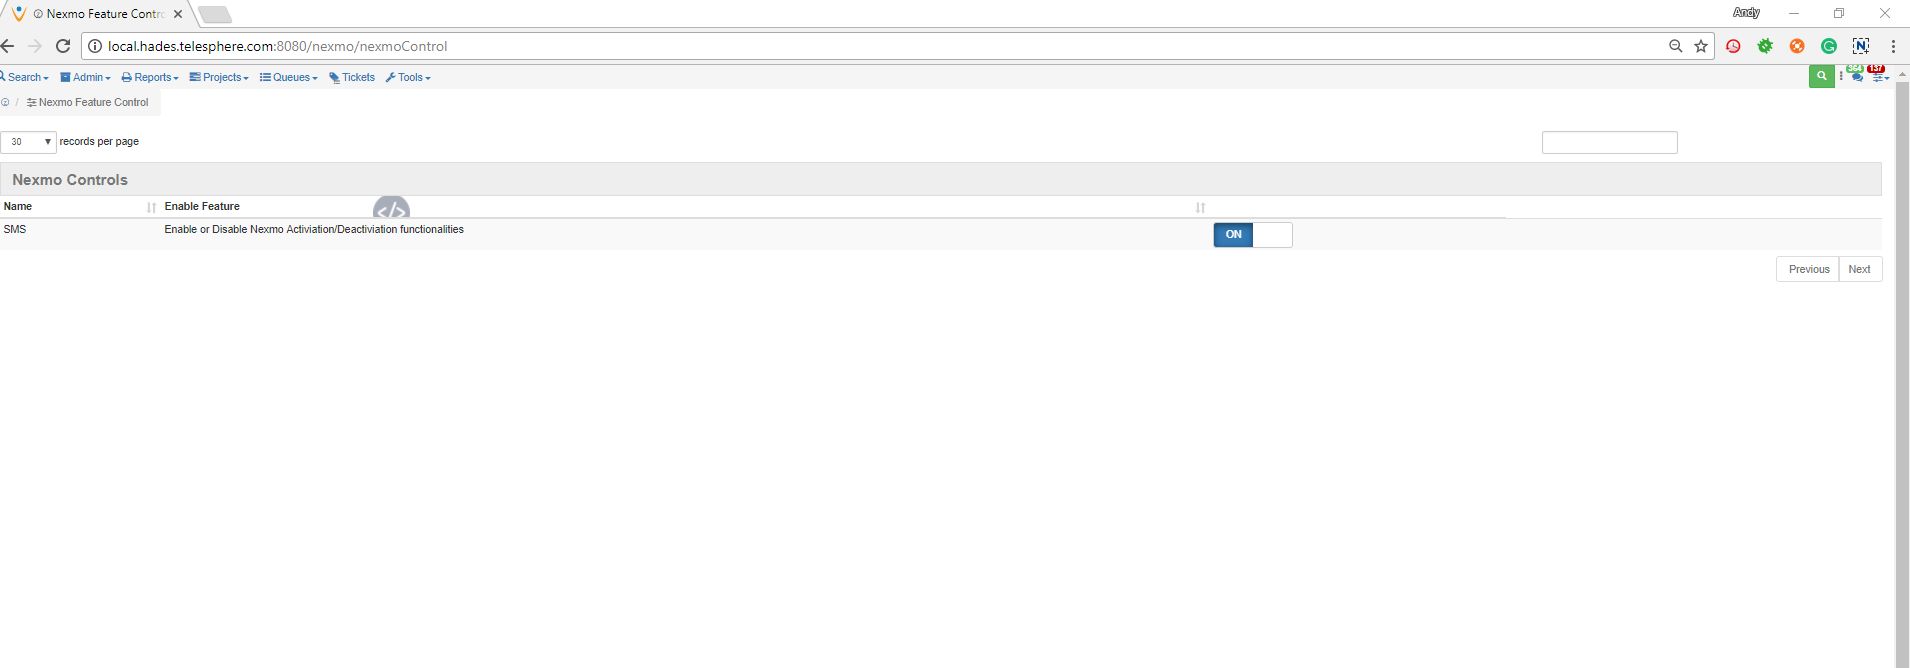 Nexmo Feature Contr
Andy
local.hades.telesphere.com:8080/nexmo/nexmoControl
Search Admin Reports Projects Queues Tickets Tools 364 137
/ Nexmo Feature Control
30 records per page
Nexmo Controls
Name Enable Feature
</>
SMS Enable or Disable Nexmo Activiation/Deactiviation functionalities ON
Previous Next